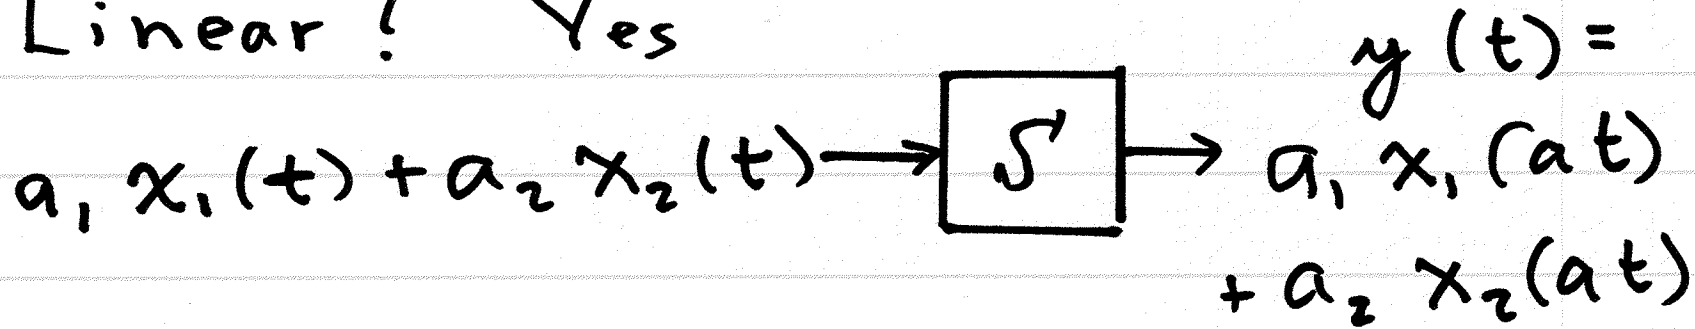 Linear? Yes
y(t) =
a₁ x₁(t) + a₂ x₂(t) → S → a₁ x₁(at)
+ a₂ x₂(at)